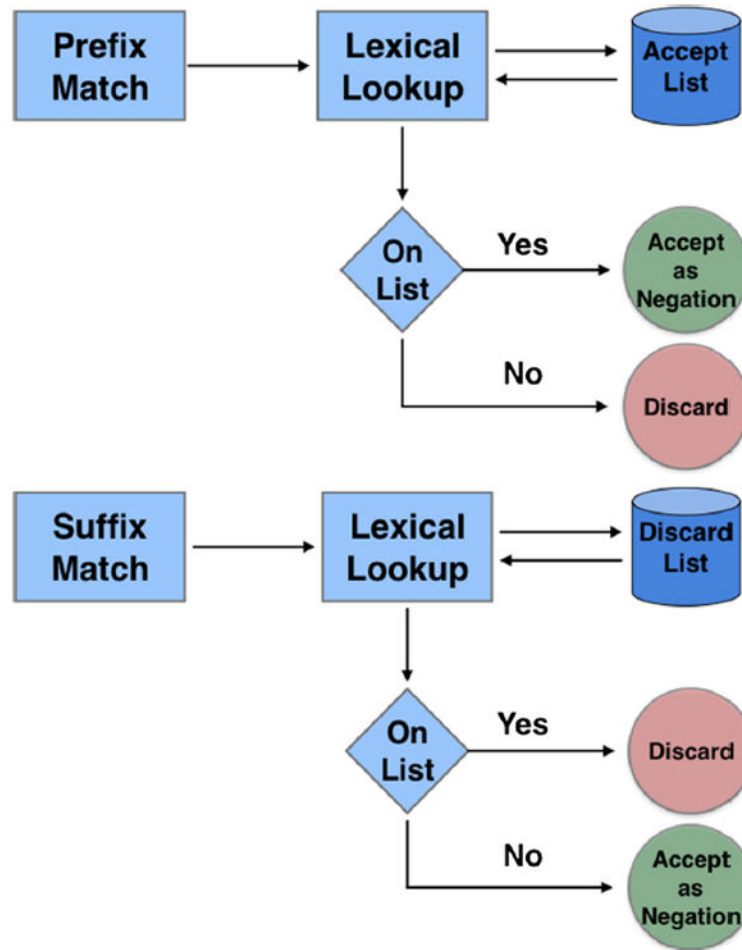 Prefix
Match
Lexical
Lookup
Accept
List
On
List
Yes
Accept
as
Negation
No
Discard
Suffix
Match
Lexical
Lookup
Discard
List
On
List
Yes
Discard
No
Accept
as
Negation